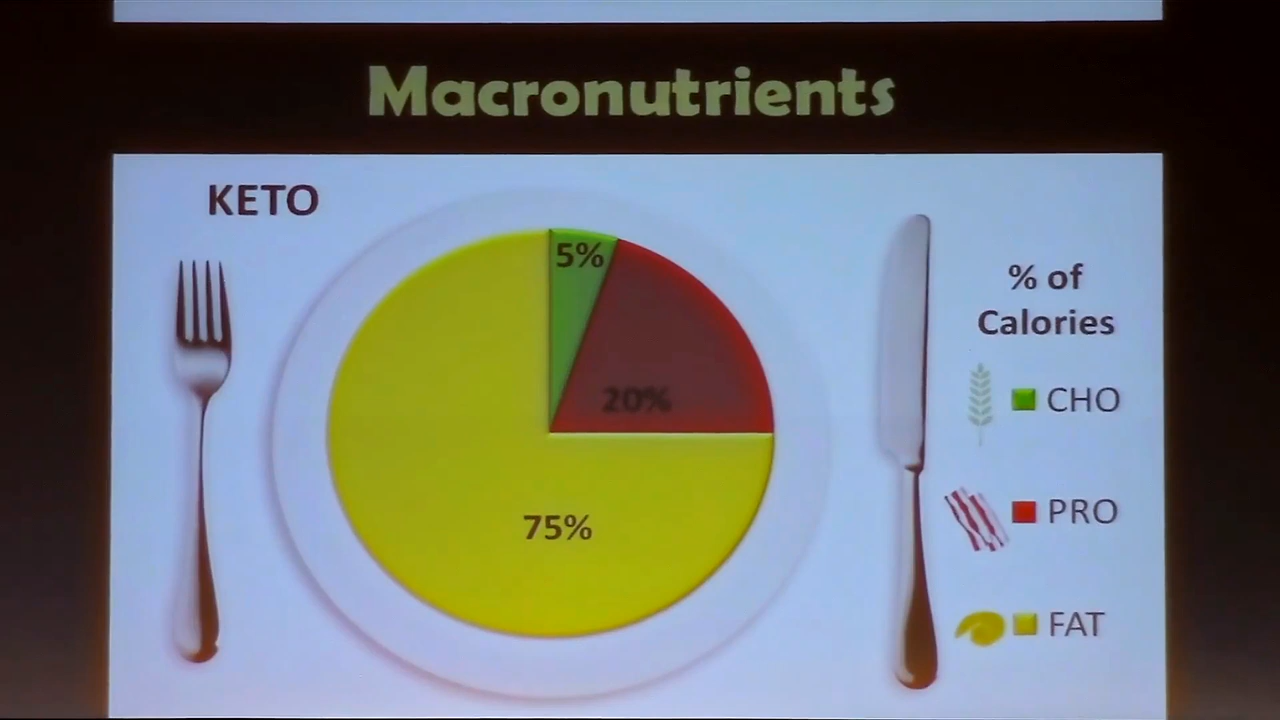 Macronutrients
KETO
5%
20%
75%
% of
Calories
CHO
PRO
FAT